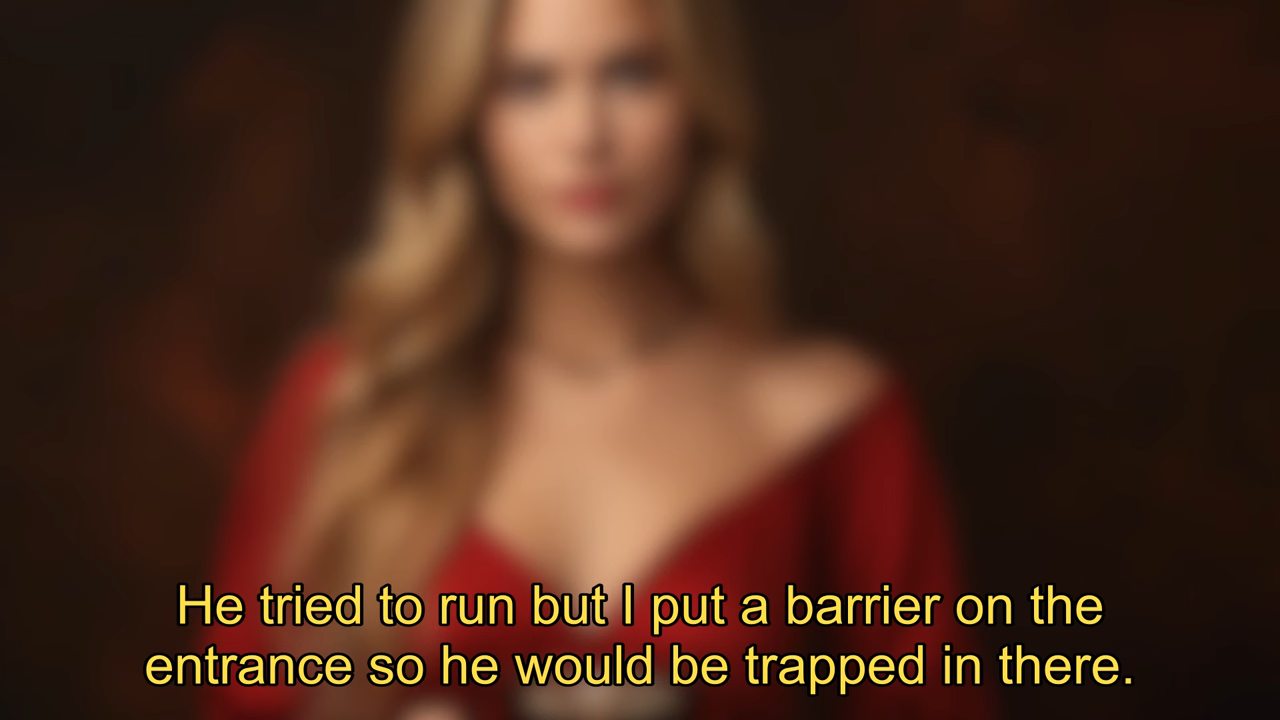 He tried to run but I put a barrier on the
entrance so he would be trapped in there.